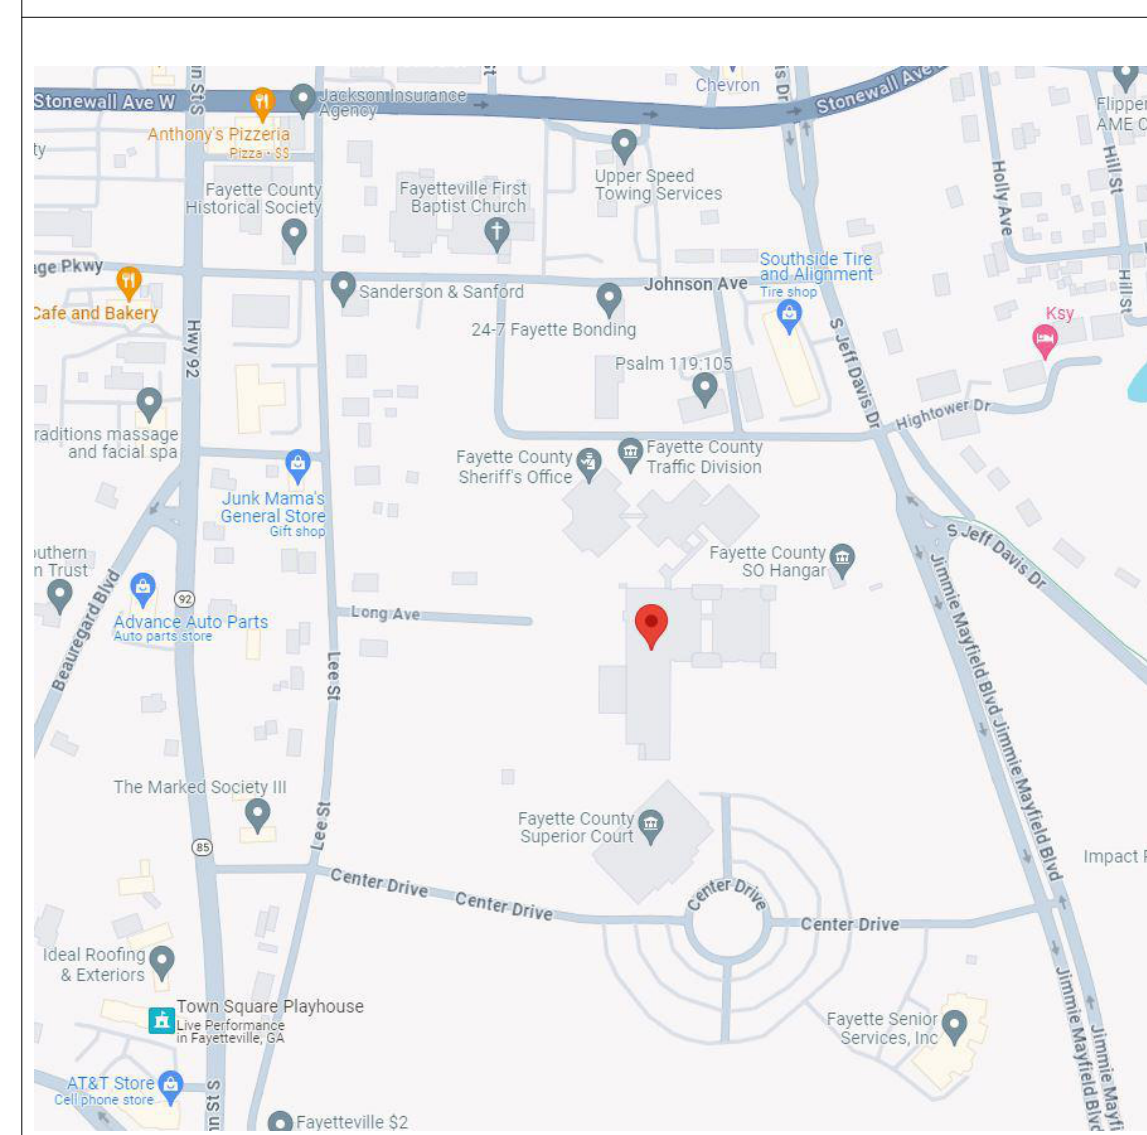 Stonewall Ave W
Jackson Insurance
Agency
Chevron
Stonewall Ave
Flipper
AME C
Anthony's Pizzeria
Pizza · $$
Upper Speed
Towing Services
Fayette County
Historical Society
Fayetteville First
Baptist Church
Holly Ave
Hill St
Hill St
age Pkwy
Cafe and Bakery
Sanderson & Sanford
Johnson Ave
Southside Tire
and Alignment
Tire shop
24-7 Fayette Bonding
Ksy
Hwy 92
S Jeff Davis Dr
Psalm 119:105
Hightower Dr
raditions massage
and facial spa
Fayette County
Sheriff's Office
Fayette County
Traffic Division
Junk Mama's
General Store
Gift shop
S Jeff Davis Dr
Fayette County
SO Hangar
outhern
n Trust
92
Advance Auto Parts
Auto parts store
Beauregard Blvd
Long Ave
Lee St
Jimmie Mayfield Blvd
Jimmie Mayfield Blvd
The Marked Society III
Lee St
Fayette County
Superior Court
85
Impact
Center Drive
Center Drive
Center Drive
Center Drive
Ideal Roofing
& Exteriors
Town Square Playhouse
Live Performance
in Fayetteville, GA
Fayette Senior
Services, Inc
Jimmie Mayfield Blvd
Jimmie Mayfi
AT&T Store
Cell phone store
n St S
Fayetteville $2